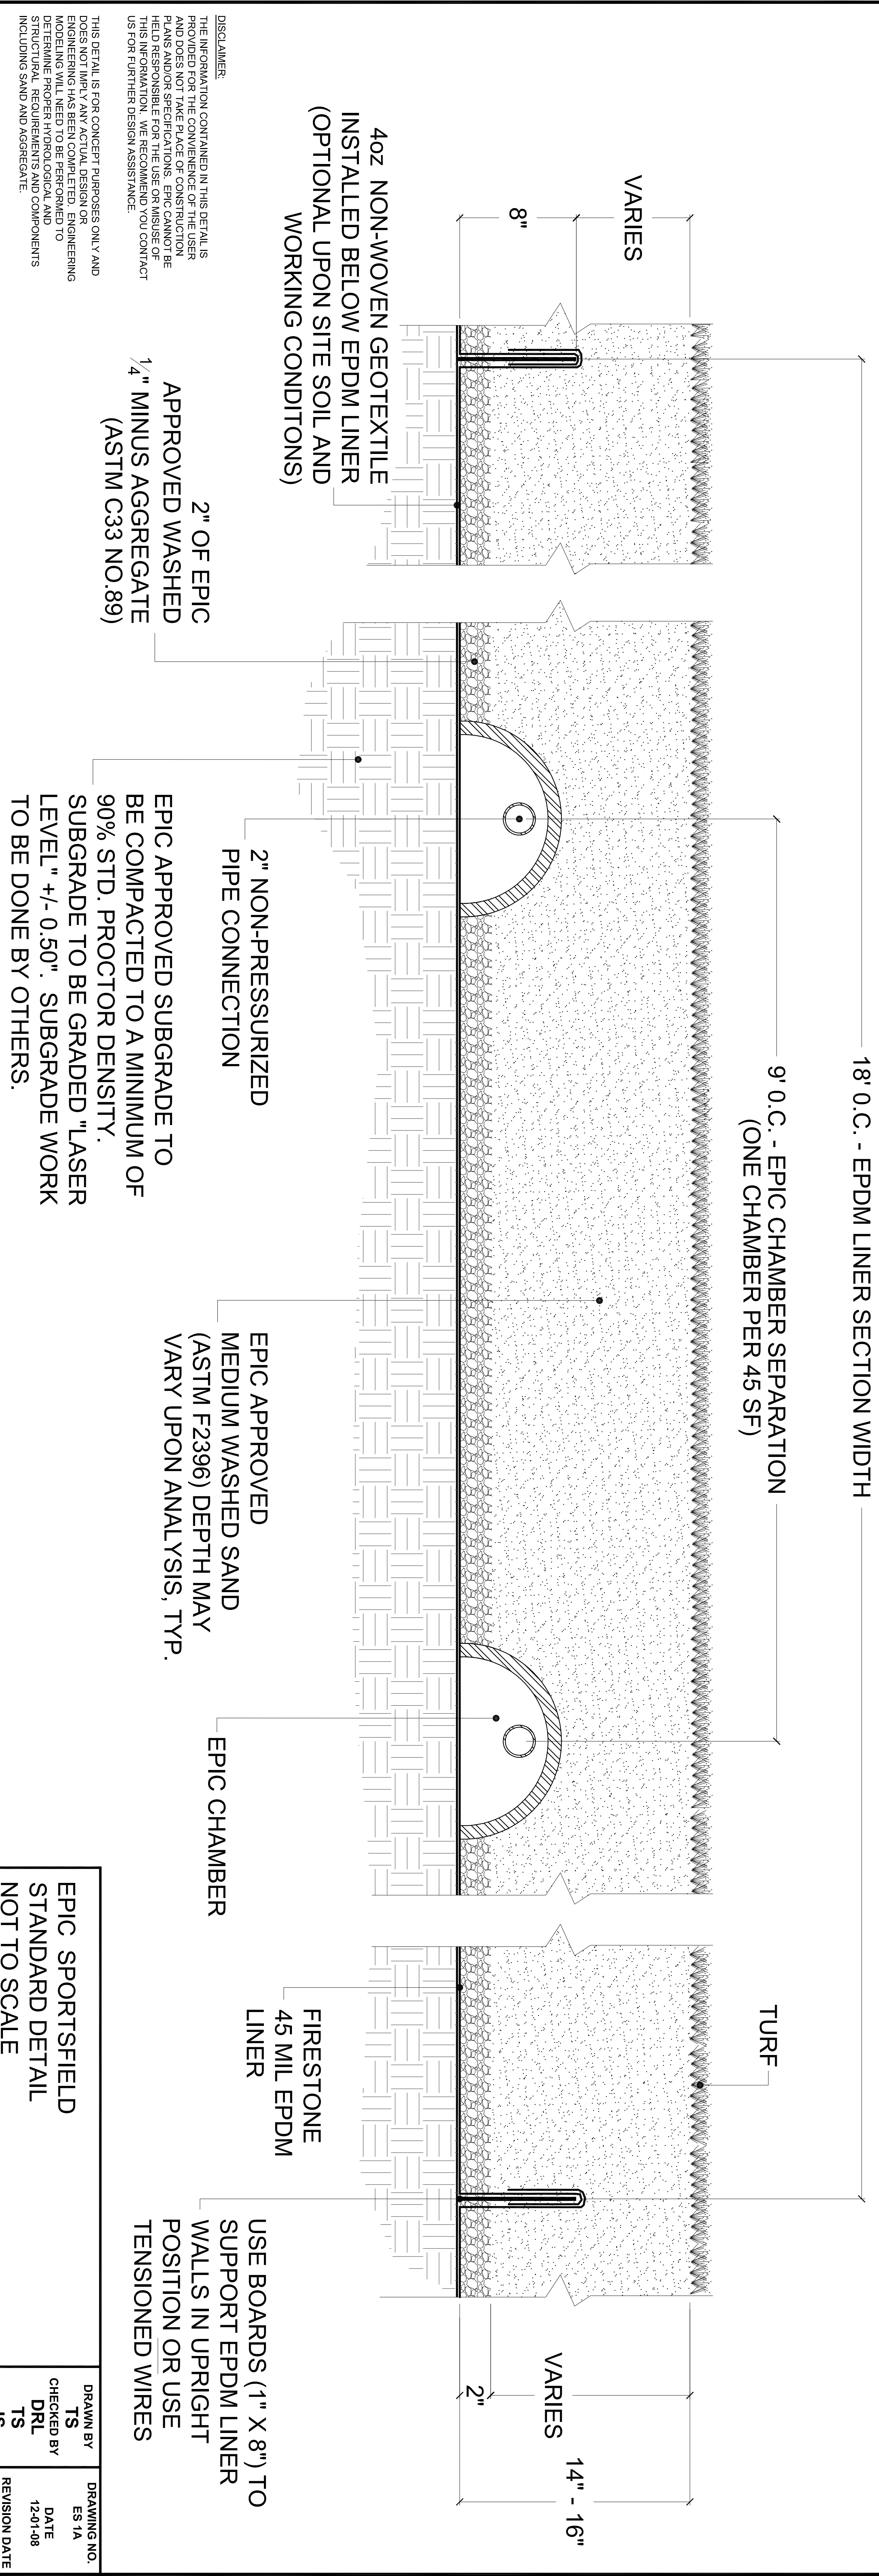 18' 0.C. - EPDM LINER SECTION WIDTH
9' 0.C. - EPIC CHAMBER SEPARATION
(ONE CHAMBER PER 45 SF)
TURF
VARIES
8"
VARIES
2"
14" - 16"
4oz NON-WOVEN GEOTEXTILE
INSTALLED BELOW EPDM LINER
(OPTIONAL UPON SITE SOIL AND
WORKING CONDITONS)
2" OF EPIC
APPROVED WASHED
1/4" MINUS AGGREGATE
(ASTM C33 NO.89)
2" NON-PRESSURIZED
PIPE CONNECTION
EPIC APPROVED SUBGRADE TO
BE COMPACTED TO A MINIMUM OF
90% STD. PROCTOR DENSITY.
SUBGRADE TO BE GRADED "LASER
LEVEL" +/- 0.50". SUBGRADE WORK
TO BE DONE BY OTHERS.
EPIC APPROVED
MEDIUM WASHED SAND
(ASTM F2396) DEPTH MAY
VARY UPON ANALYSIS, TYP.
EPIC CHAMBER
FIRESTONE
45 MIL EPDM
LINER
USE BOARDS (1" X 8") TO
SUPPORT EPDM LINER
WALLS IN UPRIGHT
POSITION OR USE
TENSIONED WIRES
DISCLAIMER:
THE INFORMATION CONTAINED IN THIS DETAIL IS
PROVIDED FOR THE CONVIENENCE OF THE USER
AND DOES NOT TAKE PLACE OF CONSTRUCTION
PLANS AND/OR SPECIFICATIONS. EPIC CANNOT BE
HELD RESPONSIBLE FOR THE USE OR MISUSE OF
THIS INFORMATION. WE RECOMMEND YOU CONTACT
US FOR FURTHER DESIGN ASSISTANCE.
THIS DETAIL IS FOR CONCEPT PURPOSES ONLY AND
DOES NOT IMPLY ANY ACTUAL DESIGN OR
ENGINEERING HAS BEEN COMPLETED. ENGINEERING
MODELING WILL NEED TO BE PERFORMED TO
DETERMINE PROPER HYDROLOGICAL AND
STRUCTURAL REQUIREMENTS AND COMPONENTS
INCLUDING SAND AND AGGREGATE.
EPIC SPORTSFIELD
STANDARD DETAIL
NOT TO SCALE
DRAWN BY
TS
CHECKED BY
DRL
TS
DRAWING NO.
ES 1A
DATE
12-01-08
REVISION DATE